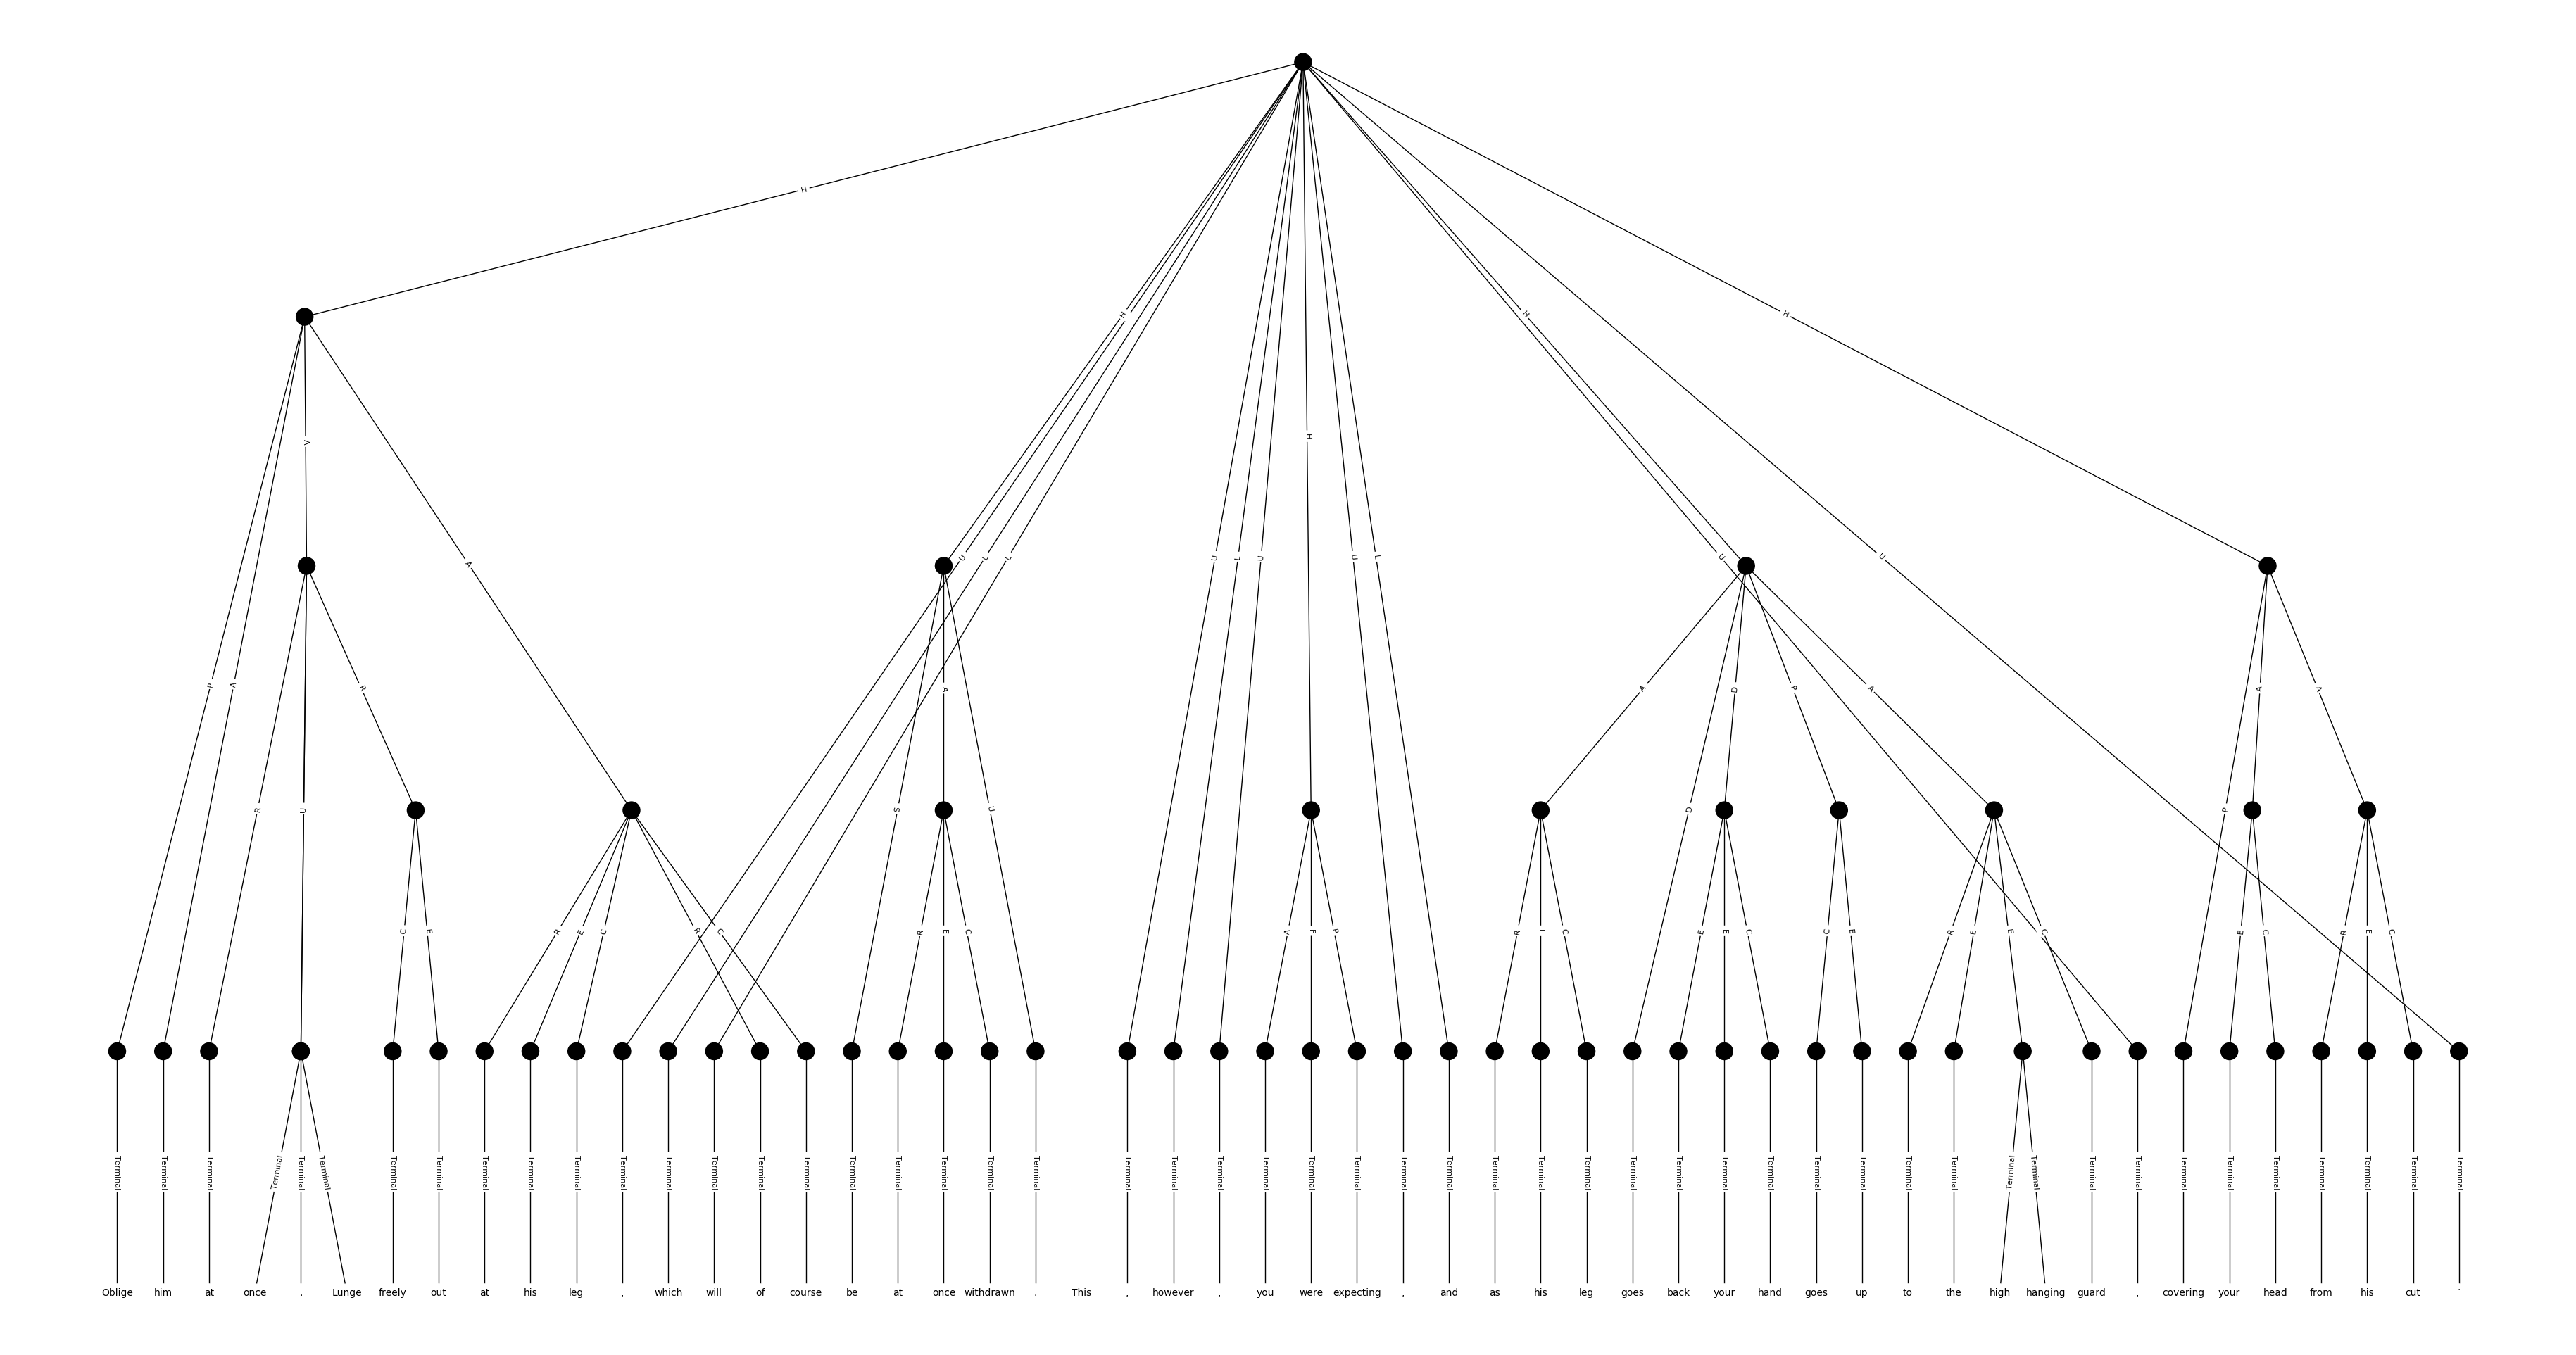 H
H H H
A
H
U L L U L U U L U U
A
P A A D D P A A A
R U R S A U P
R E C R C R E C A F P R E C E E C C E R E E C E C R E C
C E
Terminal Terminal Terminal Terminal Terminal Terminal Terminal Terminal Terminal Terminal Terminal Terminal Terminal Terminal Terminal Terminal Terminal Terminal Terminal Terminal Terminal Terminal Terminal Terminal Terminal Terminal Terminal Terminal Terminal Terminal Terminal Terminal Terminal Terminal Terminal Terminal Terminal Terminal Terminal Terminal Terminal Terminal Terminal Terminal Terminal Terminal Terminal Terminal Terminal Terminal Terminal
Oblige him at once . Lunge freely out at his leg , which will of course be at once withdrawn . This , however , you were expecting , and as his leg goes back your hand goes up to the high hanging guard , covering your head from his cut .